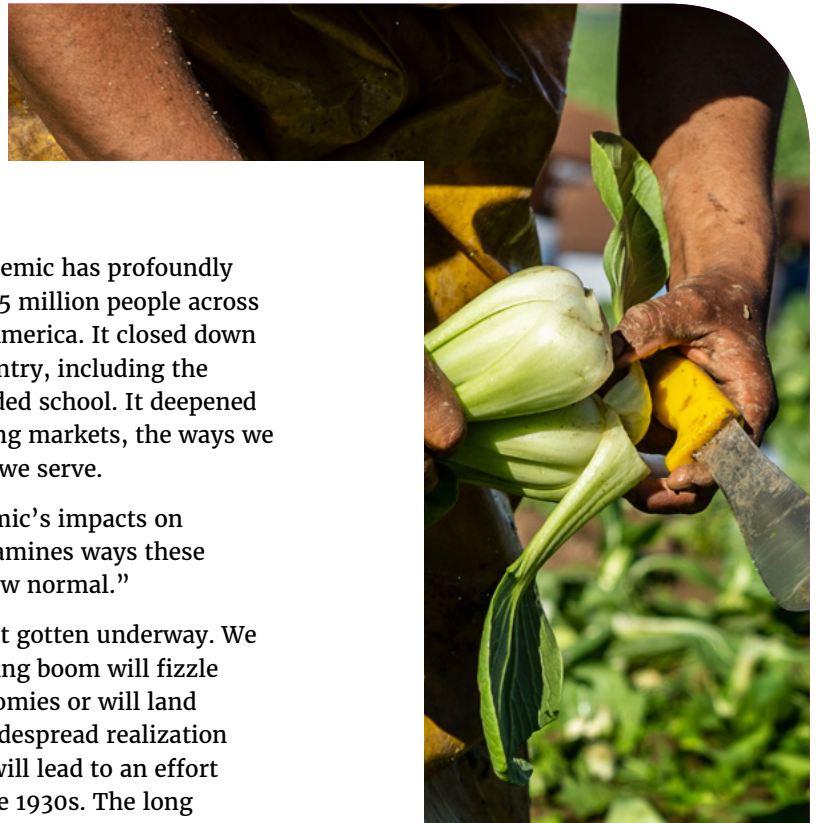 emic has profoundly
5 million people across
merica. It closed down
ntry, including the
ded school. It deepened
ng markets, the ways we
we serve.
mic’s impacts on
amines ways these
w normal.”
t gotten underway. We
ng boom will fizzle
omies or will land
despread realization
vill lead to an effort
e 1930s. The long